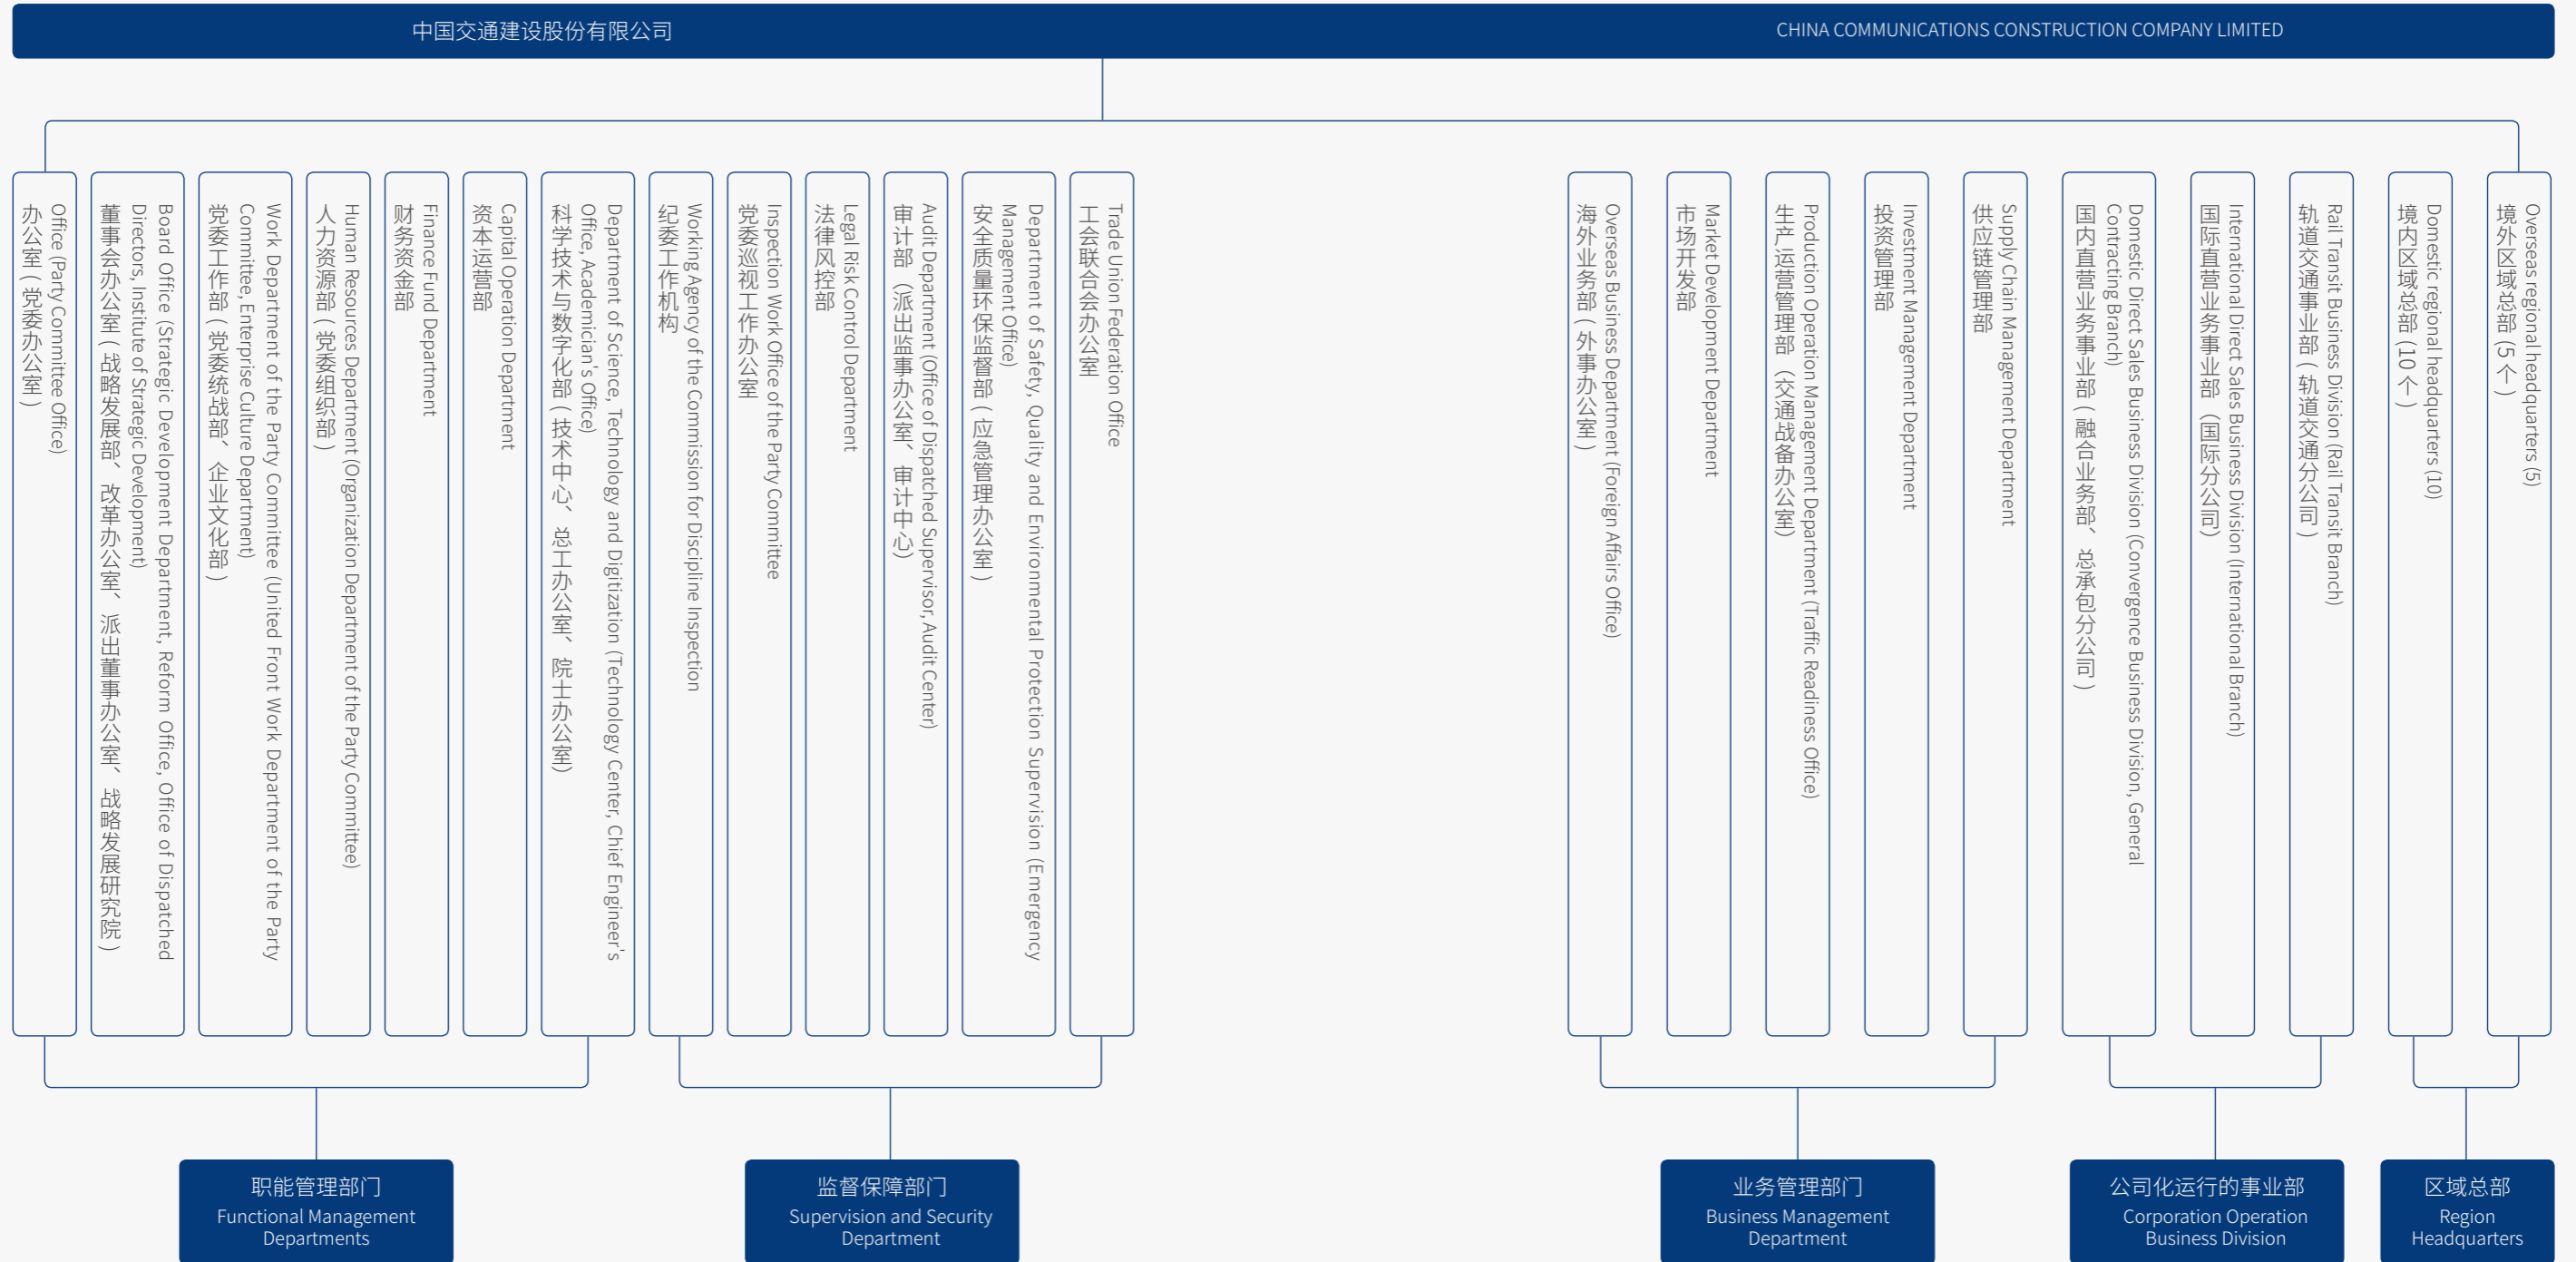 中国交通建设股份有限公司
CHINA COMMUNICATIONS CONSTRUCTION COMPANY LIMITED
Office (Party Committee Office)
办公室 ( 党委办公室 )
Board Office (Strategic Development Department, Reform Office, Office of Dispatched
Directors, Institute of Strategic Development)
董事会办公室 ( 战略发展部、改革办公室、派出董事办公室、战略发展研究院 )
Work Department of the Party Committee (United Front Work Department of the Party
Committee, Enterprise Culture Department)
党委工作部 ( 党委统战部、企业文化部 )
Human Resources Department (Organization Department of the Party Committee)
人力资源部 ( 党委组织部 )
Finance Fund Department
财务资金部
Capital Operation Department
资本运营部
Department of Science, Technology and Digitization (Technology Center, Chief Engineer's
Office, Academician's Office)
科学技术与数字化部 ( 技术中心、总工办公室、院士办公室)
Working Agency of the Commission for Discipline Inspection
纪委工作机构
Inspection Work Office of the Party Committee
党委巡视工作办公室
Legal Risk Control Department
法律风控部
Audit Department (Office of Dispatched Supervisor, Audit Center)
审计部（派出监事办公室、审计中心）
Department of Safety, Quality and Environmental Protection Supervision (Emergency
Management Office)
安全质量环保监督部 ( 应急管理办公室 )
Trade Union Federation Office
工会联合会办公室
Overseas Business Department (Foreign Affairs Office)
海外业务部 ( 外事办公室 )
Market Development Department
市场开发部
Production Operation Management Department (Traffic Readiness Office)
生产运营管理部（交通战备办公室）
Investment Management Department
投资管理部
Supply Chain Management Department
供应链管理部
Domestic Direct Sales Business Division (Convergence Business Division, General
Contracting Branch)
国内直营业务事业部 ( 融合业务部、总承包分公司 )
International Direct Sales Business Division (International Branch)
国际直营业务事业部（国际分公司）
Rail Transit Business Division (Rail Transit Branch)
轨道交通事业部 ( 轨道交通分公司 )
Domestic regional headquarters (10)
境内区域总部 (10 个 )
Overseas regional headquarters (5)
境外区域总部 (5 个 )
职能管理部门
Functional Management
Departments
监督保障部门
Supervision and Security
Department
业务管理部门
Business Management
Department
公司化运行的事业部
Corporation Operation
Business Division
区域总部
Region
Headquarters